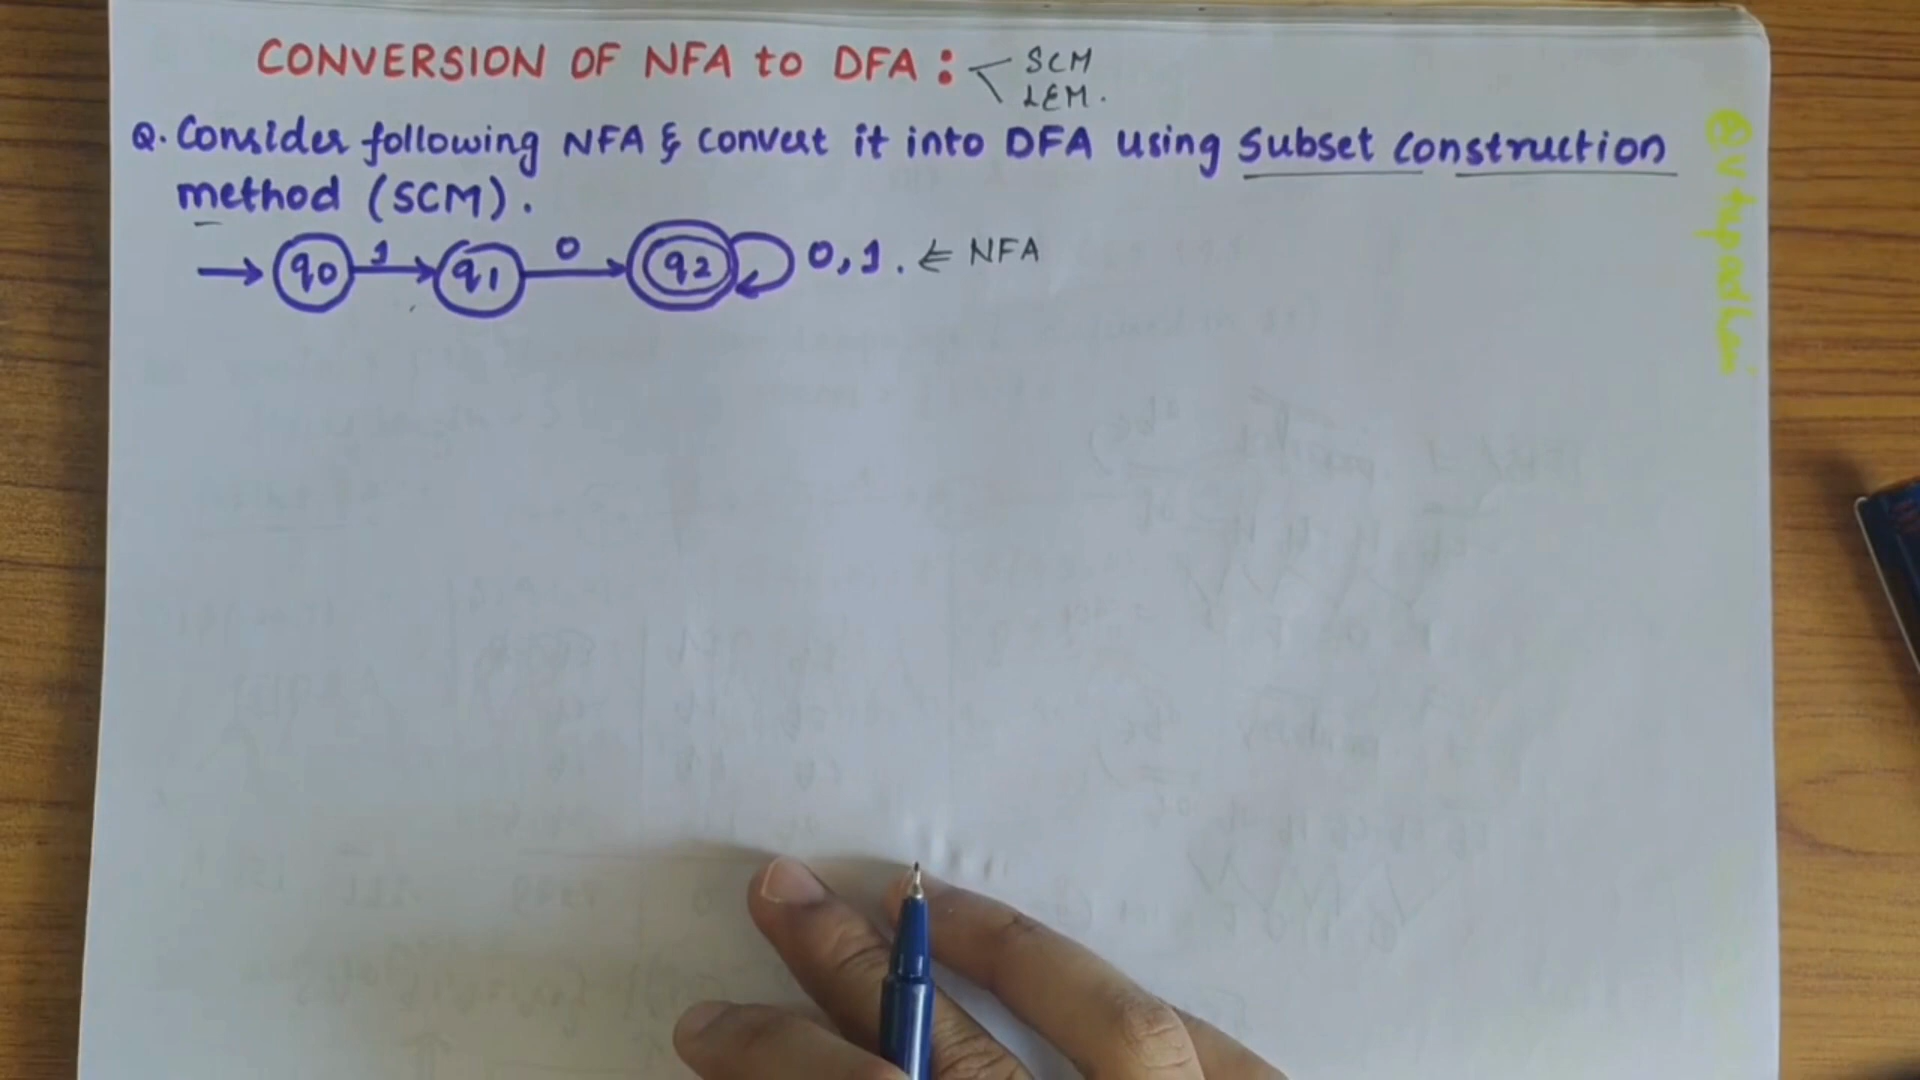 CONVERSION OF NFA to DFA :
SCM
LEM.
Q. Consider following NFA & convert it into DFA using Subset construction
method (SCM).
q0 1 q1 0 q2 0,1. ⇐ NFA